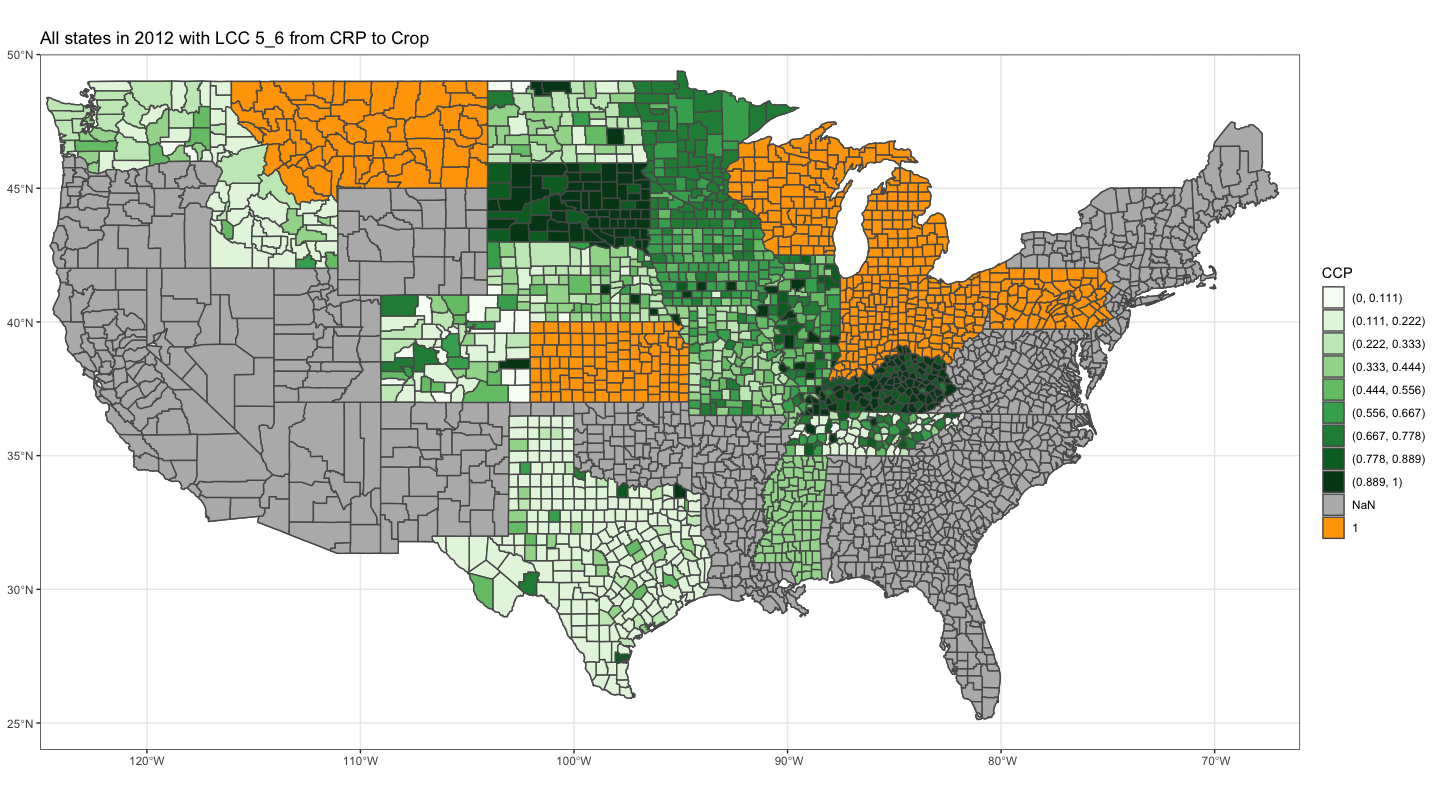 All states in 2012 with LCC 5_6 from CRP to Crop
50°N
45°N
40°N
35°N
30°N
25°N
120°W
110°W
100°W
90°W
80°W
70°W
CCP
(0, 0.111)
(0.111, 0.222)
(0.222, 0.333)
(0.333, 0.444)
(0.444, 0.556)
(0.556, 0.667)
(0.667, 0.778)
(0.778, 0.889)
(0.889, 1)
NaN
1